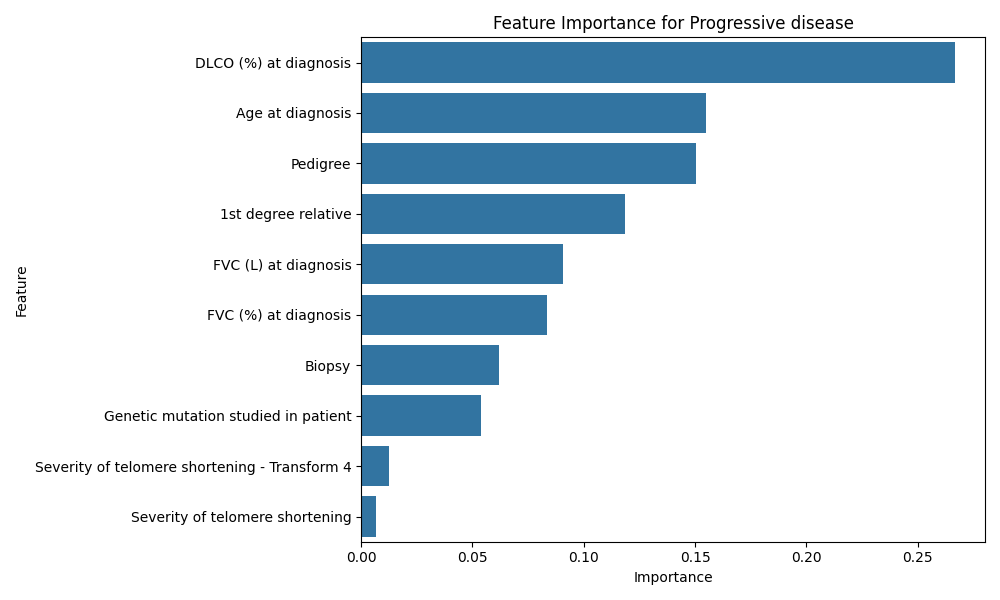 Feature Importance for Progressive disease
DLCO (%) at diagnosis
Age at diagnosis
Pedigree
1st degree relative
FVC (L) at diagnosis
FVC (%) at diagnosis
Biopsy
Genetic mutation studied in patient
Severity of telomere shortening - Transform 4
Severity of telomere shortening
Feature
0.00 0.05 0.10 0.15 0.20 0.25
Importance